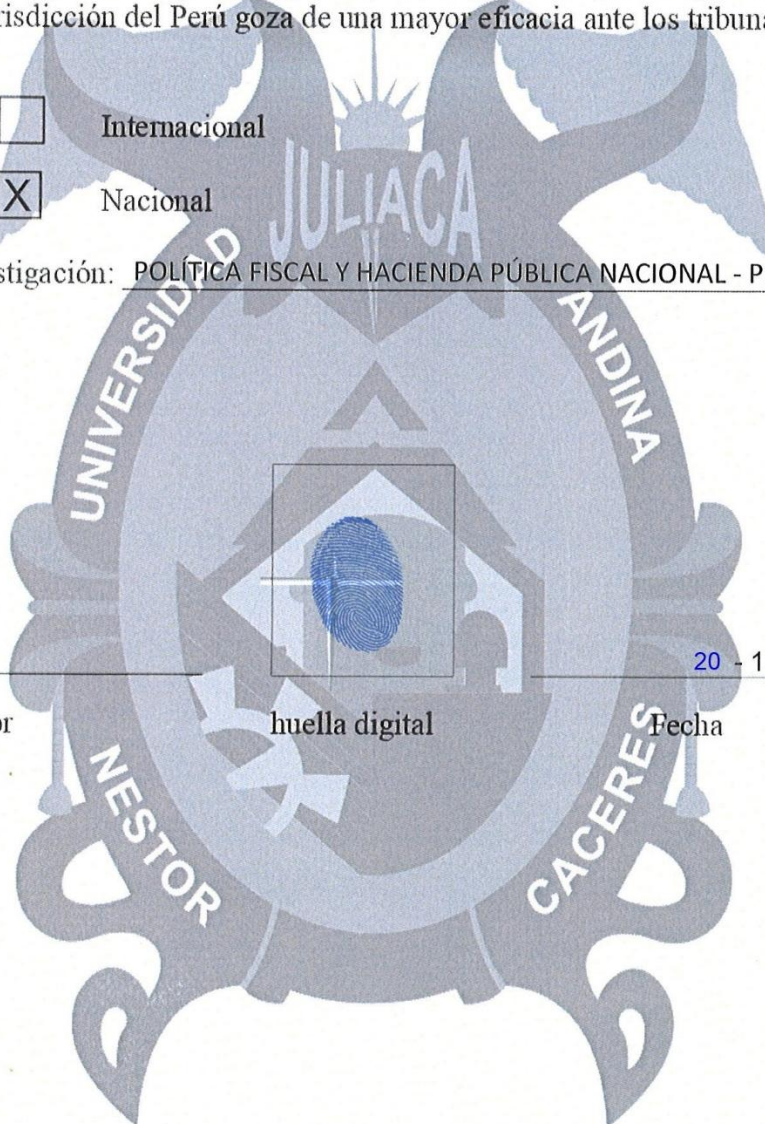 risdicción del Perú goza de una mayor eficacia ante los tribuna
Internacional
X Nacional
stigación: POLÍTICA FISCAL Y HACIENDA PÚBLICA NACIONAL - P
20 - 1
or huella digital Fecha
UNIVERSIDAD ANDINA
NESTOR CACERES
JULIACA